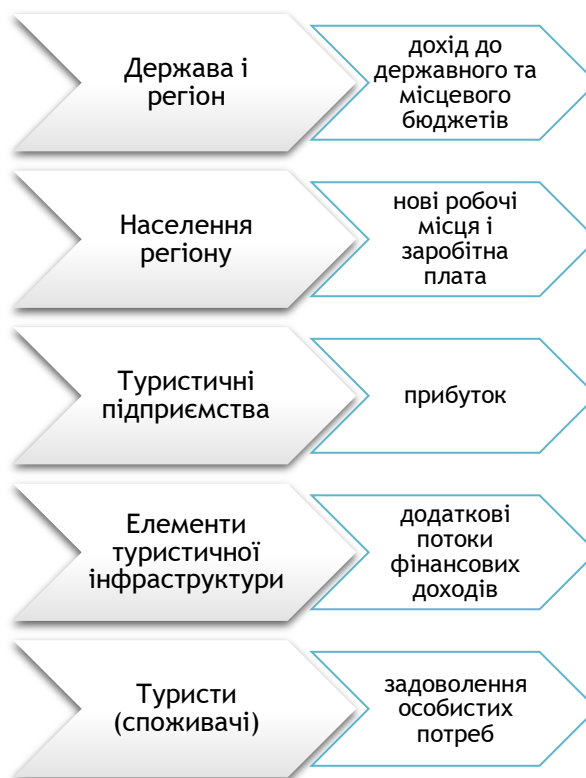 Держава і
регіон
дохід до
державного та
місцевого
бюджетів
Населення
регіону
нові робочі
місця і
заробітна
плата
Туристичні
підприємства
прибуток
Елементи
туристичної
інфраструктури
додаткові
потоки
фінансових
доходів
Туристи
(споживачі)
задоволення
особистих
потреб